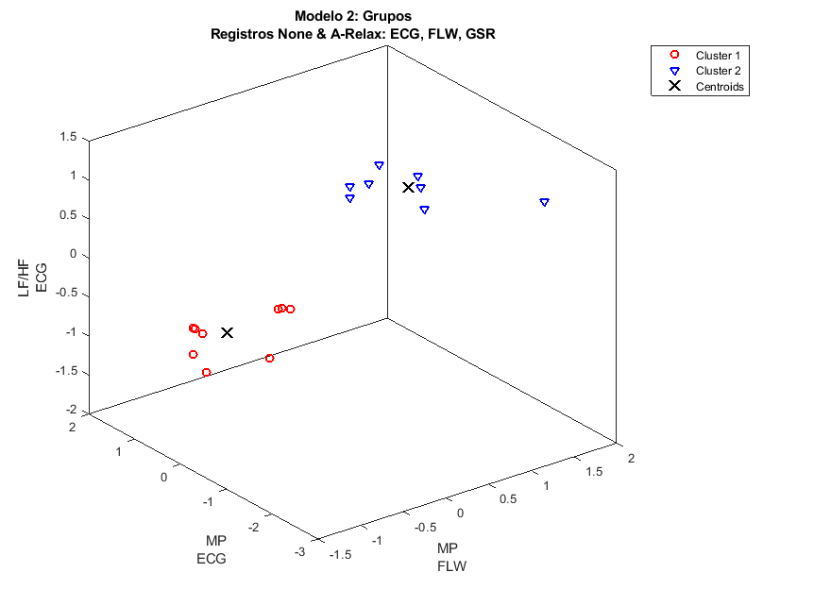 Modelo 2: Grupos
Registros None & A-Relax: ECG, FLW, GSR
Cluster 1
Cluster 2
Centroids
1.5
1
0.5
0
-0.5
-1
-1.5
-2
LF/HF
ECG
2
1
0
-1
-2
-3
MP
ECG
-1.5
-1
-0.5
0
0.5
1
1.5
2
MP
FLW